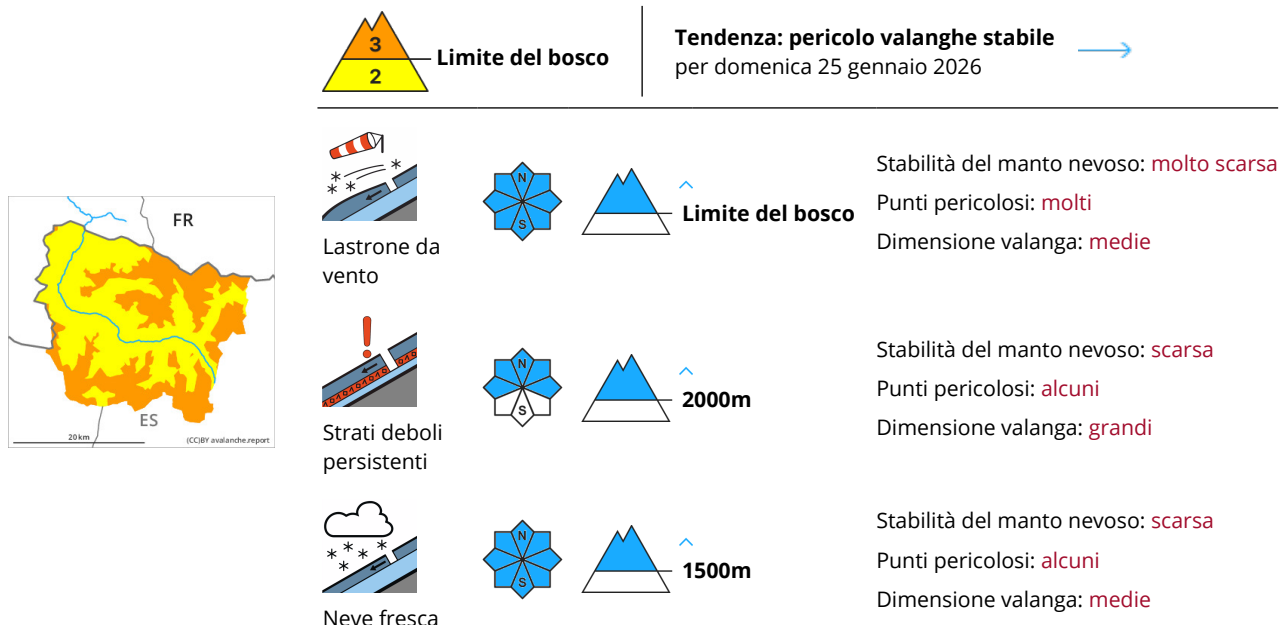 3
2
Limite del bosco
Tendenza: pericolo valanghe stabile
per domenica 25 gennaio 2026
FR
ES
20 km
(CC)BY avalanche.report
N
S
Lastrone da
vento
Limite del bosco
Stabilità del manto nevoso: molto scarsa
Punti pericolosi: molti
Dimensione valanga: medie
N
S
Strati deboli
persistenti
2000m
Stabilità del manto nevoso: scarsa
Punti pericolosi: alcuni
Dimensione valanga: grandi
N
S
Neve fresca
1500m
Stabilità del manto nevoso: scarsa
Punti pericolosi: alcuni
Dimensione valanga: medie